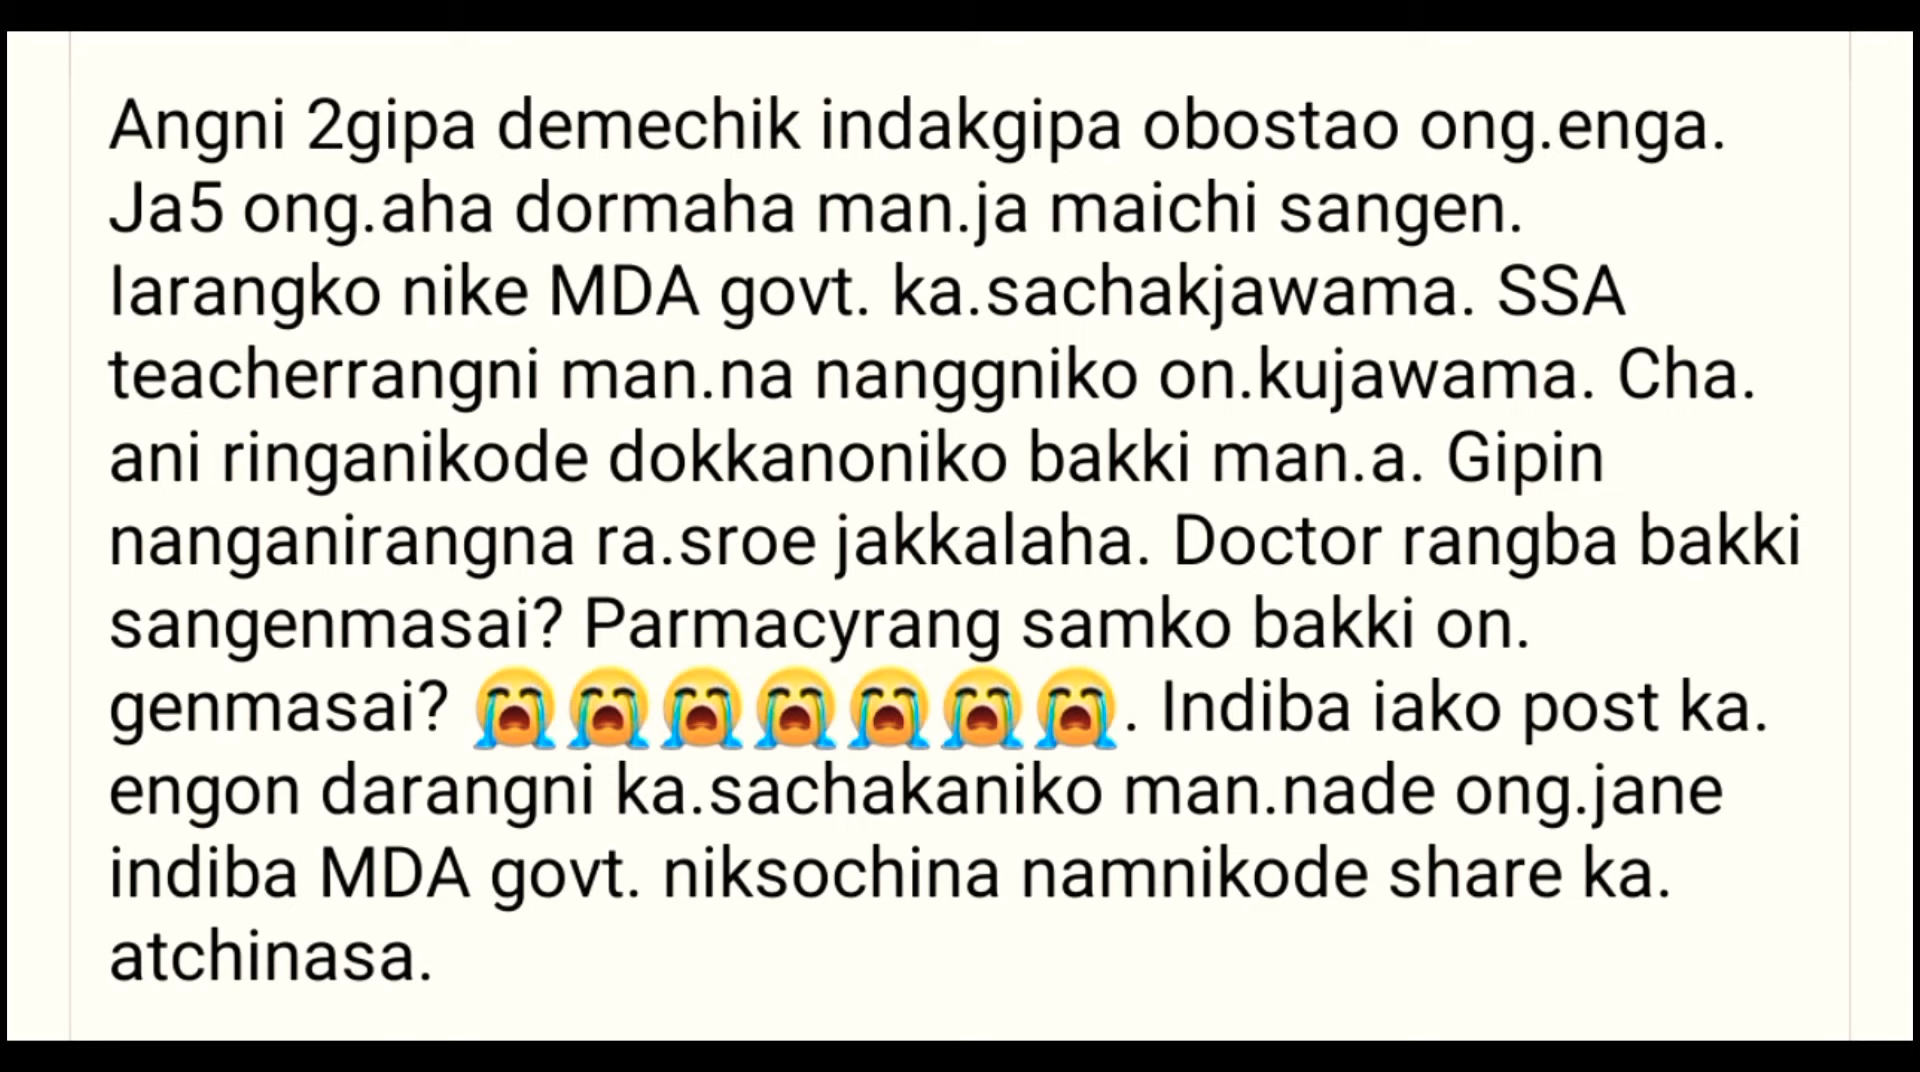 Angni 2gipa demechik indakgipa obostao ong.enga.
Ja5 ong.aha dormaha man.ja maichi sangen.
Iarangko nike MDA govt. ka.sachakjawama. SSA
teacherrangni man.na nanggniko on.kujawama. Cha.
ani ringanikode dokkanoniko bakki man.a. Gipin
nanganirangna ra.sroe jakkalaha. Doctor rangba bakki
sangenmasai? Parmacyrang samko bakki on.
genmasai? 😭😭😭😭😭😭😭. Indiba iako post ka.
engon darangni ka.sachakaniko man.nade ong.jane
indiba MDA govt. niksochina namnikode share ka.
atchinasa.